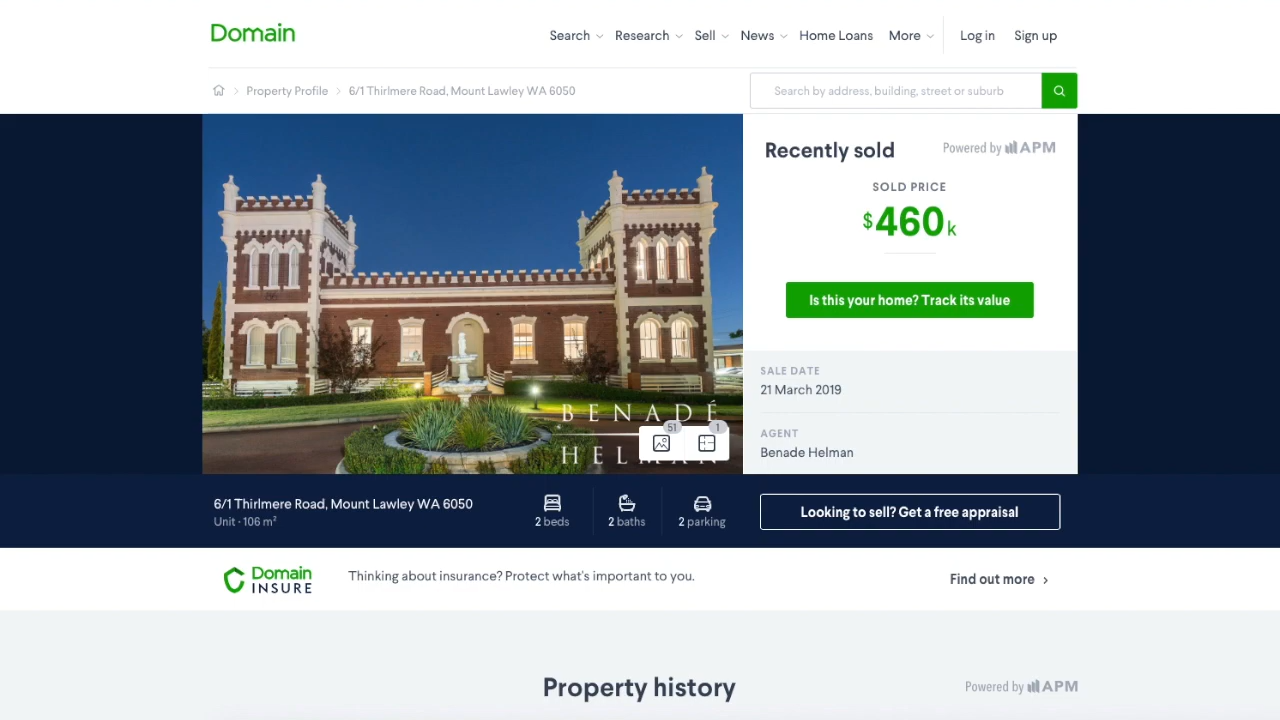 Domain
Search Research Sell News Home Loans More Log in Sign up
Property Profile 6/1 Thirlmere Road, Mount Lawley WA 6050
Search by address, building, street or suburb
Recently sold
Powered by APM
SOLD PRICE
$460k
Is this your home? Track its value
SALE DATE
21 March 2019
AGENT
Benade Helman
BENADÉ
HELMAN
51 1
6/1 Thirlmere Road, Mount Lawley WA 6050
Unit · 106 m²
2 beds
2 baths
2 parking
Looking to sell? Get a free appraisal
Domain
INSURE
Thinking about insurance? Protect what's important to you.
Find out more
Property history
Powered by APM